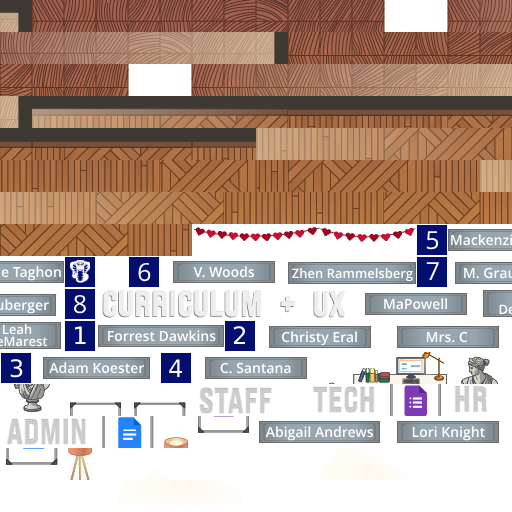 5 Mackenzi
e Taghon 6 V. Woods Zhen Rammelsberg 7 M. Grau
uberger 8 CURRICULUM + UX MaPowell De
Leah
eMarest 1 Forrest Dawkins 2 Christy Eral Mrs. C
3 Adam Koester 4 C. Santana
STAFF TECH HR
ADMIN Abigail Andrews Lori Knight